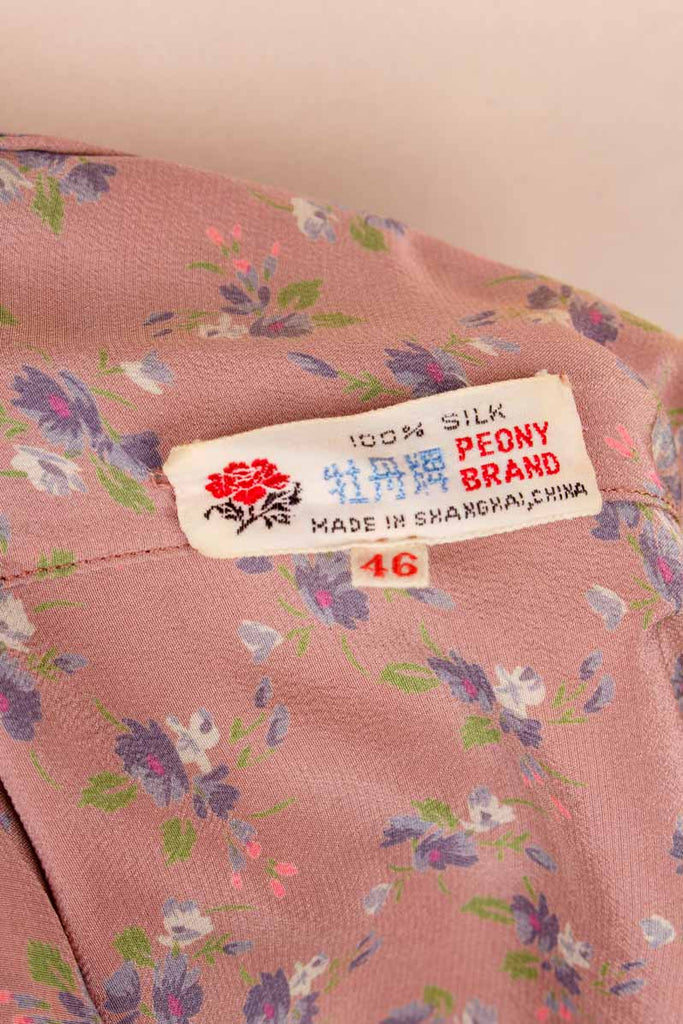 100% SILK
牡丹牌 PEONY
BRAND
MADE IN SHANGHAI,CHINA
46